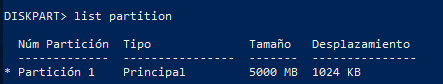 DISKPART> list partition
Núm Partición  Tipo              Tamaño   Desplazamiento
-------------  ----------------  -------  ---------------
* Partición 1    Principal         5000 MB  1024 KB